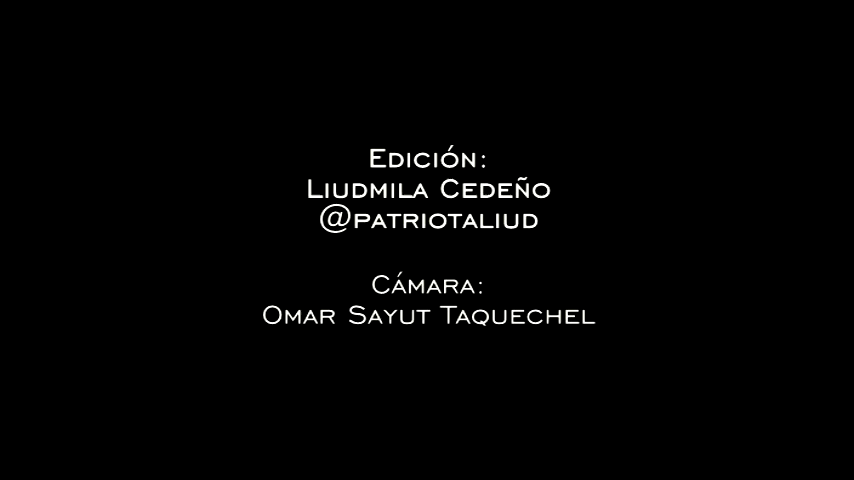 Edición:
Liudmila Cedeño
@patriotaliud
Cámara:
Omar Sayut Taquechel